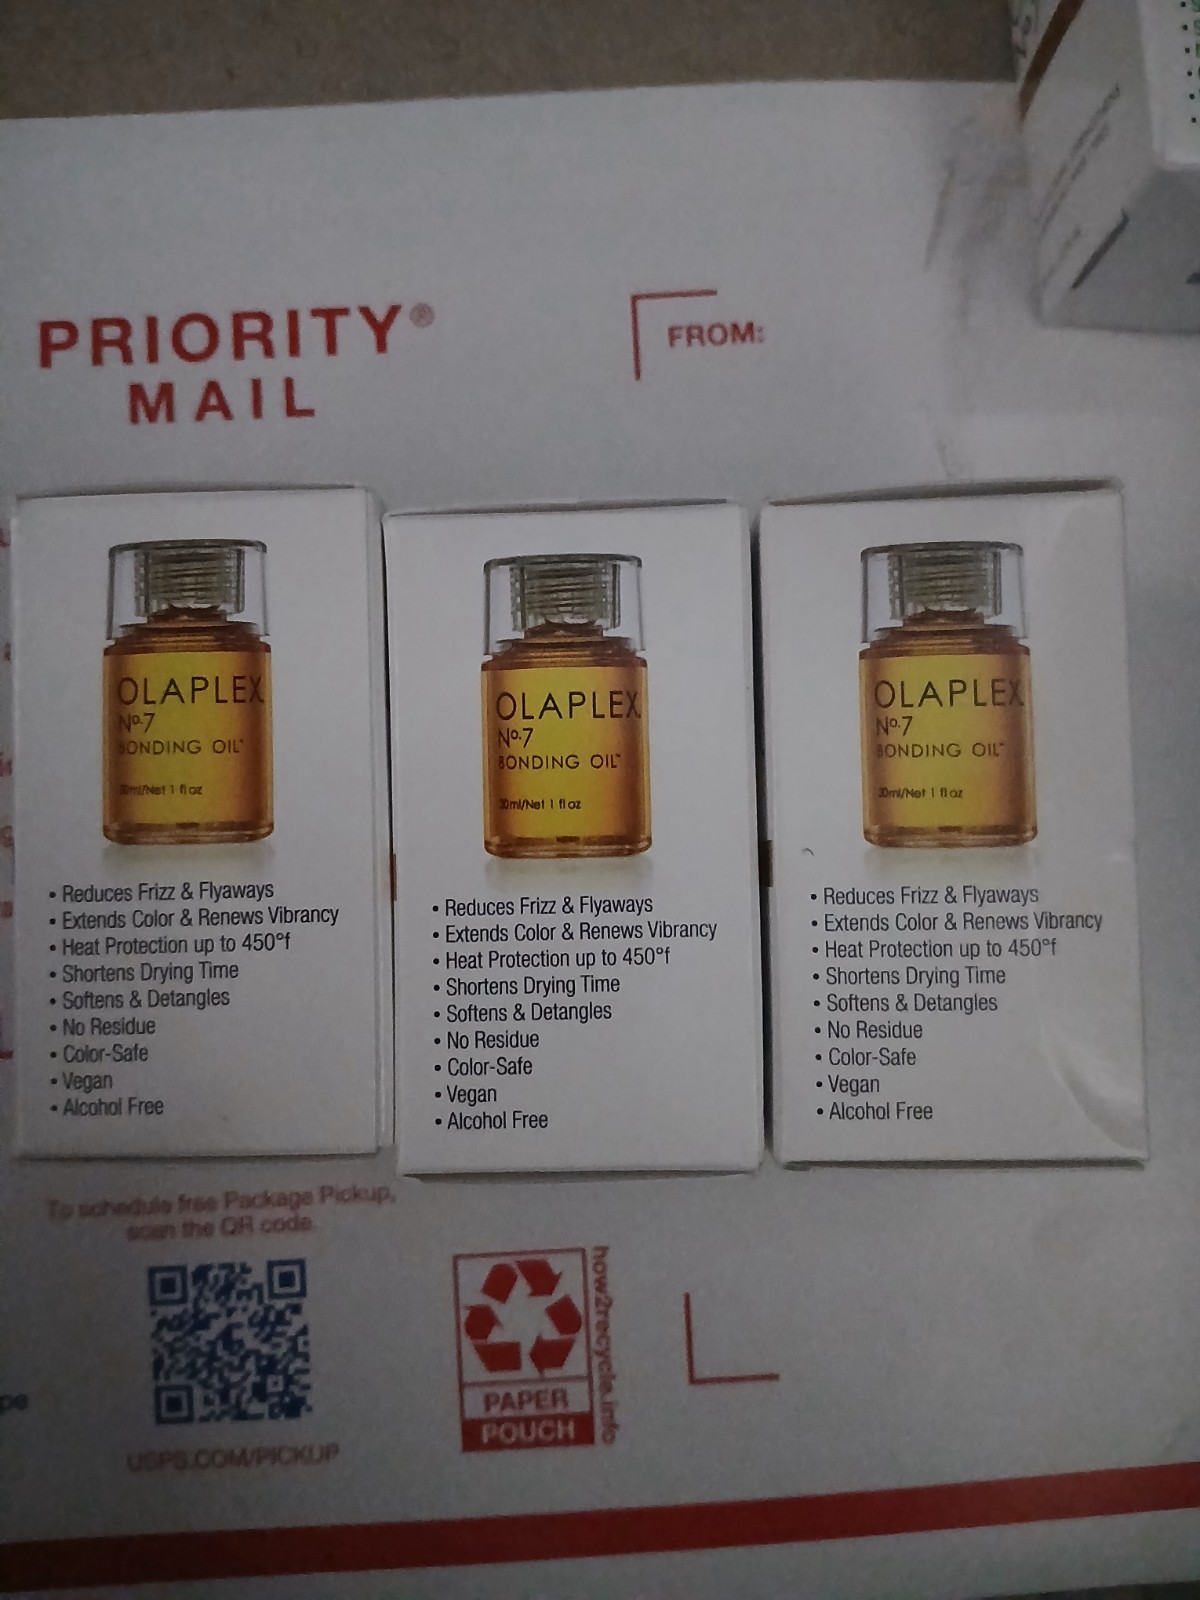 PRIORITY®
MAIL
FROM:
OLAPLEX
Nº.7
BONDING OIL™
30ml/Net 1 fl oz
• Reduces Frizz & Flyaways
• Extends Color & Renews Vibrancy
• Heat Protection up to 450°f
• Shortens Drying Time
• Softens & Detangles
• No Residue
• Color-Safe
• Vegan
• Alcohol Free
OLAPLEX
Nº.7
BONDING OIL™
30ml/Net 1 fl oz
• Reduces Frizz & Flyaways
• Extends Color & Renews Vibrancy
• Heat Protection up to 450°f
• Shortens Drying Time
• Softens & Detangles
• No Residue
• Color-Safe
• Vegan
• Alcohol Free
OLAPLEX
Nº.7
BONDING OIL™
30ml/Net 1 fl oz
• Reduces Frizz & Flyaways
• Extends Color & Renews Vibrancy
• Heat Protection up to 450°f
• Shortens Drying Time
• Softens & Detangles
• No Residue
• Color-Safe
• Vegan
• Alcohol Free
To schedule free Package Pickup,
scan the QR code.
USPS.COM/PICKUP
how2recycle.info
PAPER
POUCH